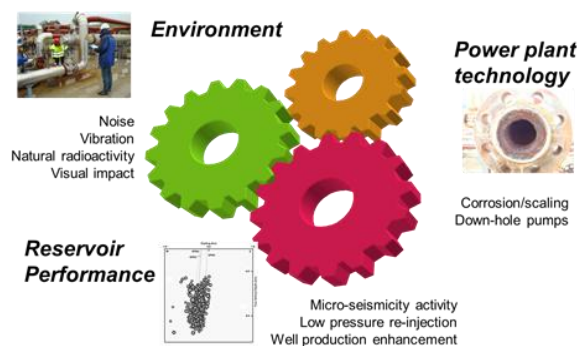 Environment
Noise
Vibration
Natural radioactivity
Visual impact
Power plant
technology
Corrosion/scaling
Down-hole pumps
Reservoir
Performance
Micro-seismicity activity
Low pressure re-injection
Well production enhancement